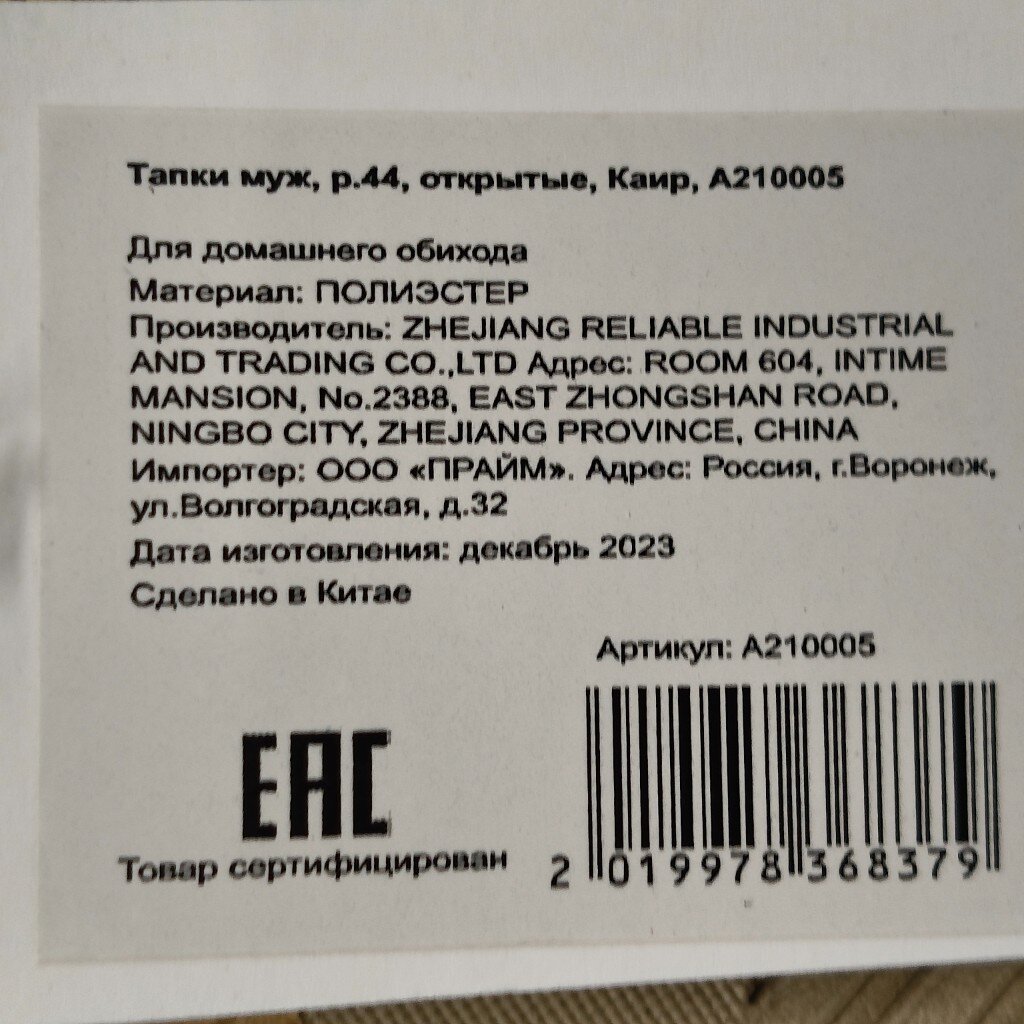 Тапки муж, р.44, открытые, Каир, А210005
Для домашнего обихода
Материал: ПОЛИЭСТЕР
Производитель: ZHEJIANG RELIABLE INDUSTRIAL
AND TRADING CO.,LTD Адрес: ROOM 604, INTIME
MANSION, No.2388, EAST ZHONGSHAN ROAD,
NINGBO CITY, ZHEJIANG PROVINCE, CHINA
Импортер: ООО «ПРАЙМ». Адрес: Россия, г.Воронеж,
ул.Волгоградская, д.32
Дата изготовления: декабрь 2023
Сделано в Китае
Артикул: А210005
EAC
Товар сертифицирован
2 019978 368379